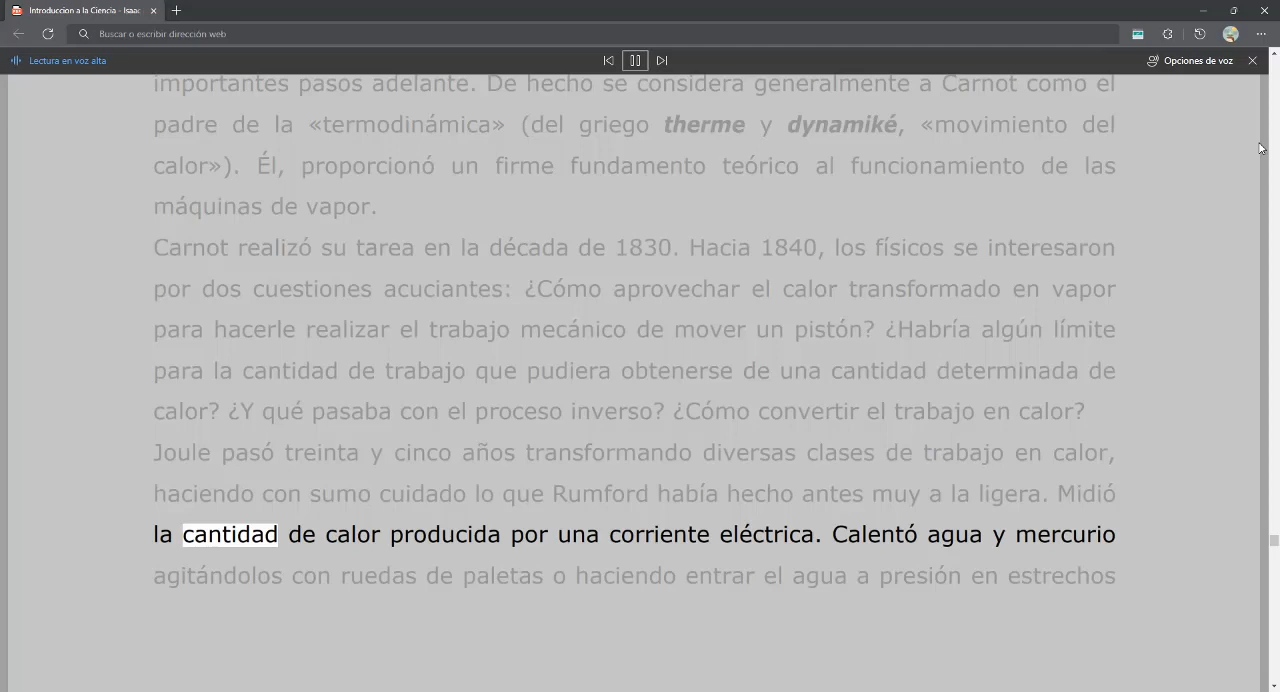 Introduccion a la Ciencia - Isaac
Buscar o escribir dirección web
Lectura en voz alta
Opciones de voz
importantes pasos adelante. De hecho se considera generalmente a Carnot como el
padre de la «termodinámica» (del griego therme y dynamiké, «movimiento del
calor»). Él, proporcionó un firme fundamento teórico al funcionamiento de las
máquinas de vapor.
Carnot realizó su tarea en la década de 1830. Hacia 1840, los físicos se interesaron
por dos cuestiones acuciantes: ¿Cómo aprovechar el calor transformado en vapor
para hacerle realizar el trabajo mecánico de mover un pistón? ¿Habría algún límite
para la cantidad de trabajo que pudiera obtenerse de una cantidad determinada de
calor? ¿Y qué pasaba con el proceso inverso? ¿Cómo convertir el trabajo en calor?
Joule pasó treinta y cinco años transformando diversas clases de trabajo en calor,
haciendo con sumo cuidado lo que Rumford había hecho antes muy a la ligera. Midió
la cantidad de calor producida por una corriente eléctrica. Calentó agua y mercurio
agitándolos con ruedas de paletas o haciendo entrar el agua a presión en estrechos